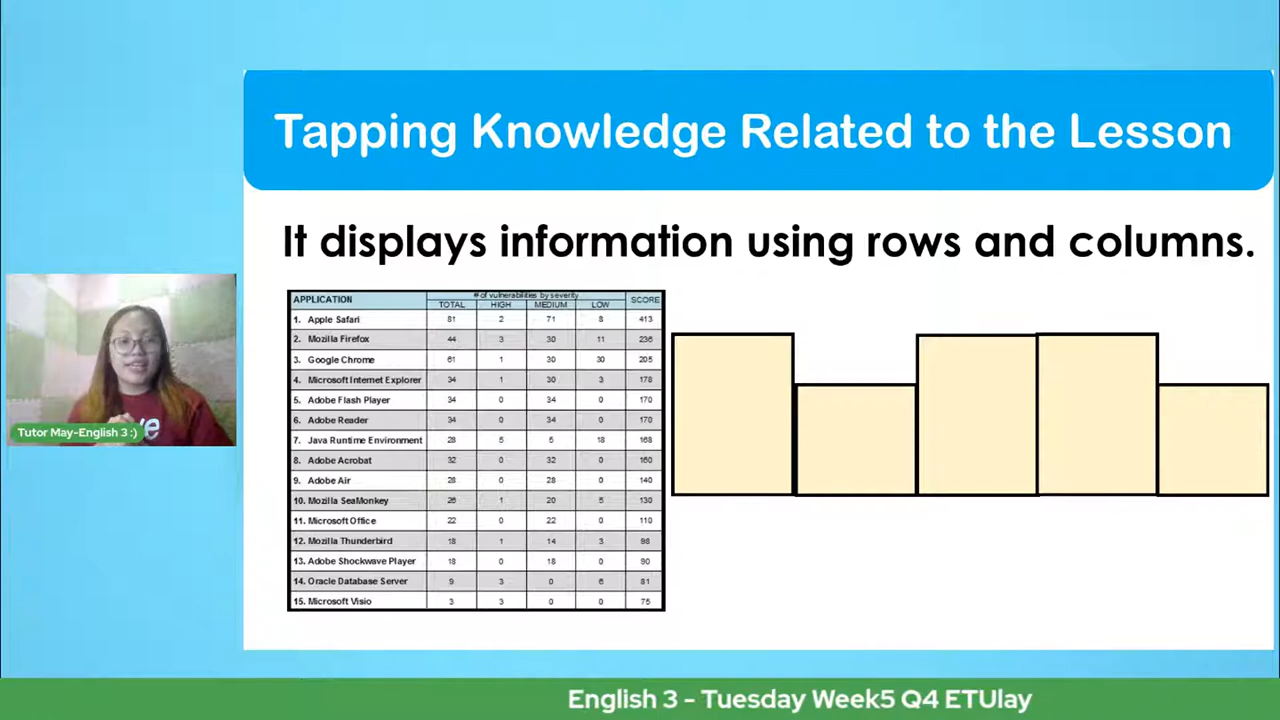 Tapping Knowledge Related to the Lesson
It displays information using rows and columns.
APPLICATION # of vulnerabilities by severity SCORE
TOTAL HIGH MEDIUM LOW
1. Apple Safari 81 2 71 8 413
2. Mozilla Firefox 44 3 30 11 236
3. Google Chrome 61 1 30 30 205
4. Microsoft Internet Explorer 34 1 30 3 178
5. Adobe Flash Player 34 0 34 0 170
6. Adobe Reader 34 0 34 0 170
7. Java Runtime Environment 28 5 5 18 168
8. Adobe Acrobat 32 0 32 0 160
9. Adobe Air 28 0 28 0 140
10. Mozilla SeaMonkey 26 1 20 5 130
11. Microsoft Office 22 0 22 0 110
12. Mozilla Thunderbird 18 1 14 3 98
13. Adobe Shockwave Player 18 0 18 0 90
14. Oracle Database Server 9 3 0 6 81
15. Microsoft Visio 3 3 0 0 75
Tutor May-English 3 :)
English 3 - Tuesday Week5 Q4 ETUlay